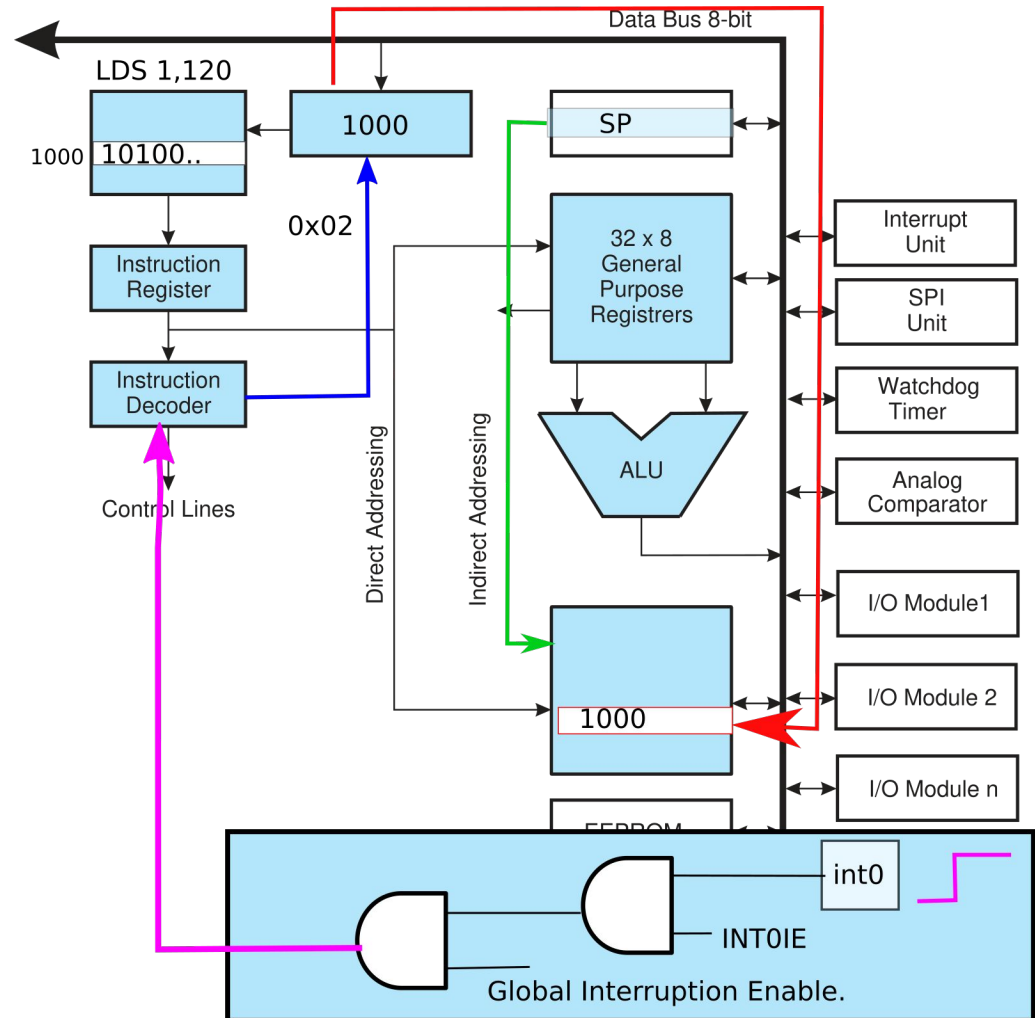 Data Bus 8-bit
LDS 1,120
1000
SP
1000
10100..
0x02
Instruction
Register
32 x 8
General
Purpose
Registrers
Interrupt
Unit
SPI
Unit
Instruction
Decoder
Watchdog
Timer
Control Lines
Direct Addressing
Indirect Addressing
ALU
Analog
Comparator
I/O Module1
I/O Module 2
1000
I/O Module n
EEPROM
int0
INT0IE
Global Interruption Enable.